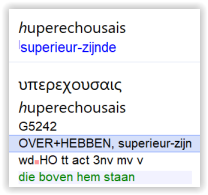 huperechousais
superieur-zijnde
υπερεχουσαις
huperechousais
G5242
OVER+HEBBEN, superieur-zijn
wd=HO tt act 3nv mv v
die boven hem staan